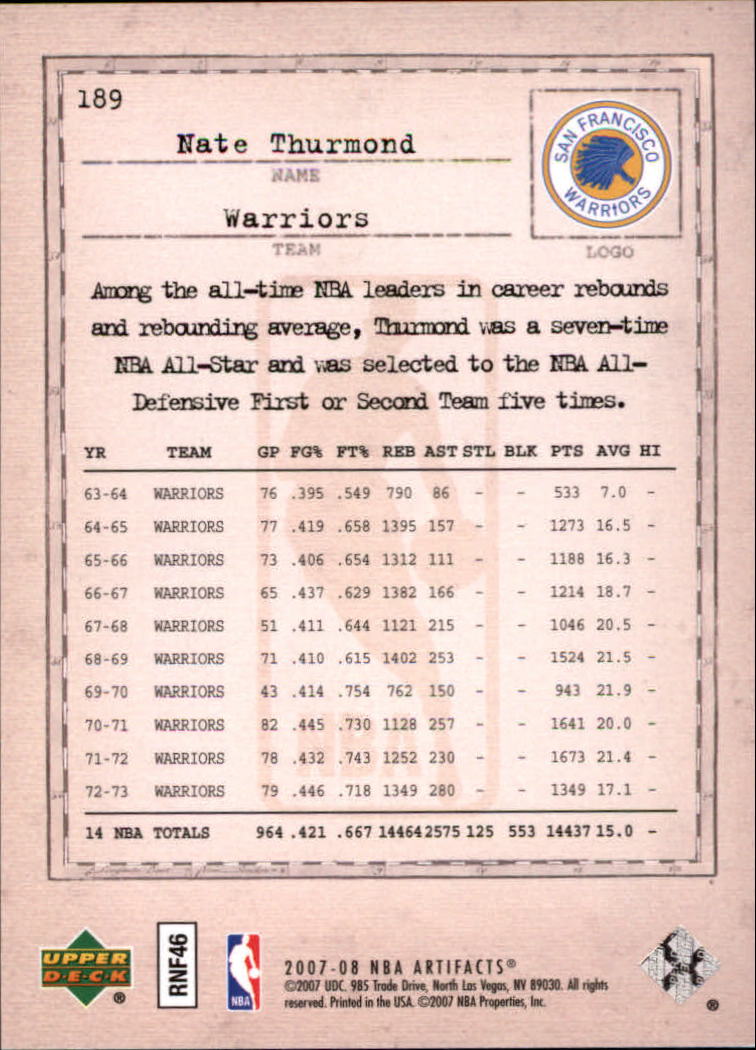 189
Nate Thurmond
NAME
Warriors
TEAM
SAN FRANCISCO
WARRIORS
LOGO
Among the all-time NBA leaders in career rebounds
and rebounding average, Thurmond was a seven-time
NBA All-Star and was selected to the NBA All-
Defensive First or Second Team five times.
YR TEAM GP FG% FT% REB AST STL BLK PTS AVG HI
63-64 WARRIORS 76 .395 .549 790 86 - - 533 7.0 -
64-65 WARRIORS 77 .419 .658 1395 157 - - 1273 16.5 -
65-66 WARRIORS 73 .406 .654 1312 111 - - 1188 16.3 -
66-67 WARRIORS 65 .437 .629 1382 166 - - 1214 18.7 -
67-68 WARRIORS 51 .411 .644 1121 215 - - 1046 20.5 -
68-69 WARRIORS 71 .410 .615 1402 253 - - 1524 21.5 -
69-70 WARRIORS 43 .414 .754 762 150 - - 943 21.9 -
70-71 WARRIORS 82 .445 .730 1128 257 - - 1641 20.0 -
71-72 WARRIORS 78 .432 .743 1252 230 - - 1673 21.4 -
72-73 WARRIORS 79 .446 .718 1349 280 - - 1349 17.1 -
14 NBA TOTALS 964 .421 .667 14464 2575 125 553 14437 15.0 -
UPPER
D·E·C·K
®
RNF46
NBA
2007-08 NBA ARTIFACTS®
©2007 UDC. 985 Trade Drive, North Las Vegas, NV 89030. All rights
reserved. Printed in the USA. ©2007 NBA Properties, Inc.
®